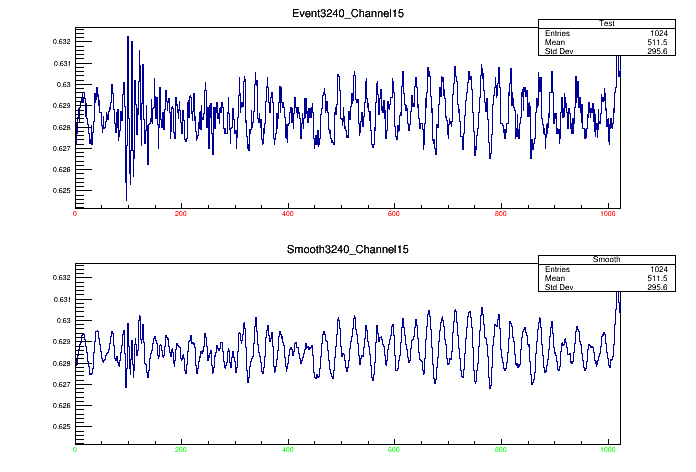 Event3240_Channel15
Test
Entries 1024
Mean 511.5
Std Dev 295.6
0.632
0.631
0.63
0.629
0.628
0.627
0.626
0.625
0 200 400 600 800 1000
Smooth3240_Channel15
Smooth
Entries 1024
Mean 511.5
Std Dev 295.6
0.632
0.631
0.63
0.629
0.628
0.627
0.626
0.625
0 200 400 600 800 1000